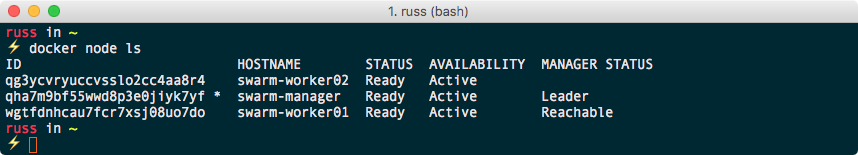 1. russ (bash)
russ in ~
⚡ docker node ls
ID HOSTNAME STATUS AVAILABILITY MANAGER STATUS
qg3ycvryuccvsslo2cc4aa8r4 swarm-worker02 Ready Active
qha7m9bf55wwd8p3e0jiyk7yf * swarm-manager Ready Active Leader
wgtfdnhcau7fcr7xsj08uo7do swarm-worker01 Ready Active Reachable
russ in ~
⚡